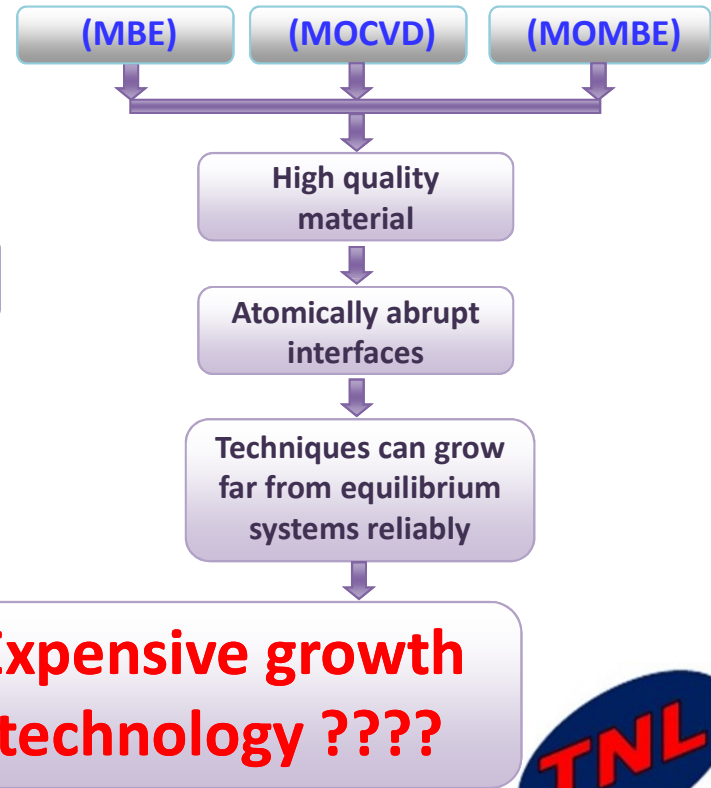 (MBE) (MOCVD) (MOMBE)
High quality
material
Atomically abrupt
interfaces
Techniques can grow
far from equilibrium
systems reliably
Expensive growth
technology ????
TNL